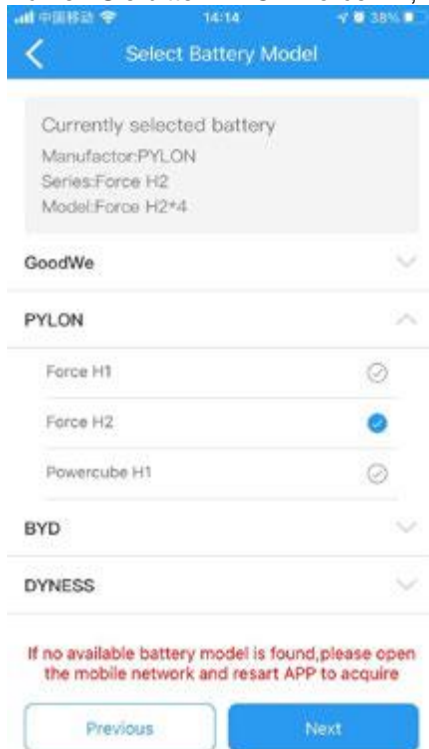 中国移动
14:14
38%
Select Battery Model
Currently selected battery
Manufactor:PYLON
Series:Force H2
Model:Force H2*4
GoodWe
PYLON
Force H1
Force H2
Powercube H1
BYD
DYNESS
If no available battery model is found,please open
the mobile network and resart APP to acquire
Previous
Next